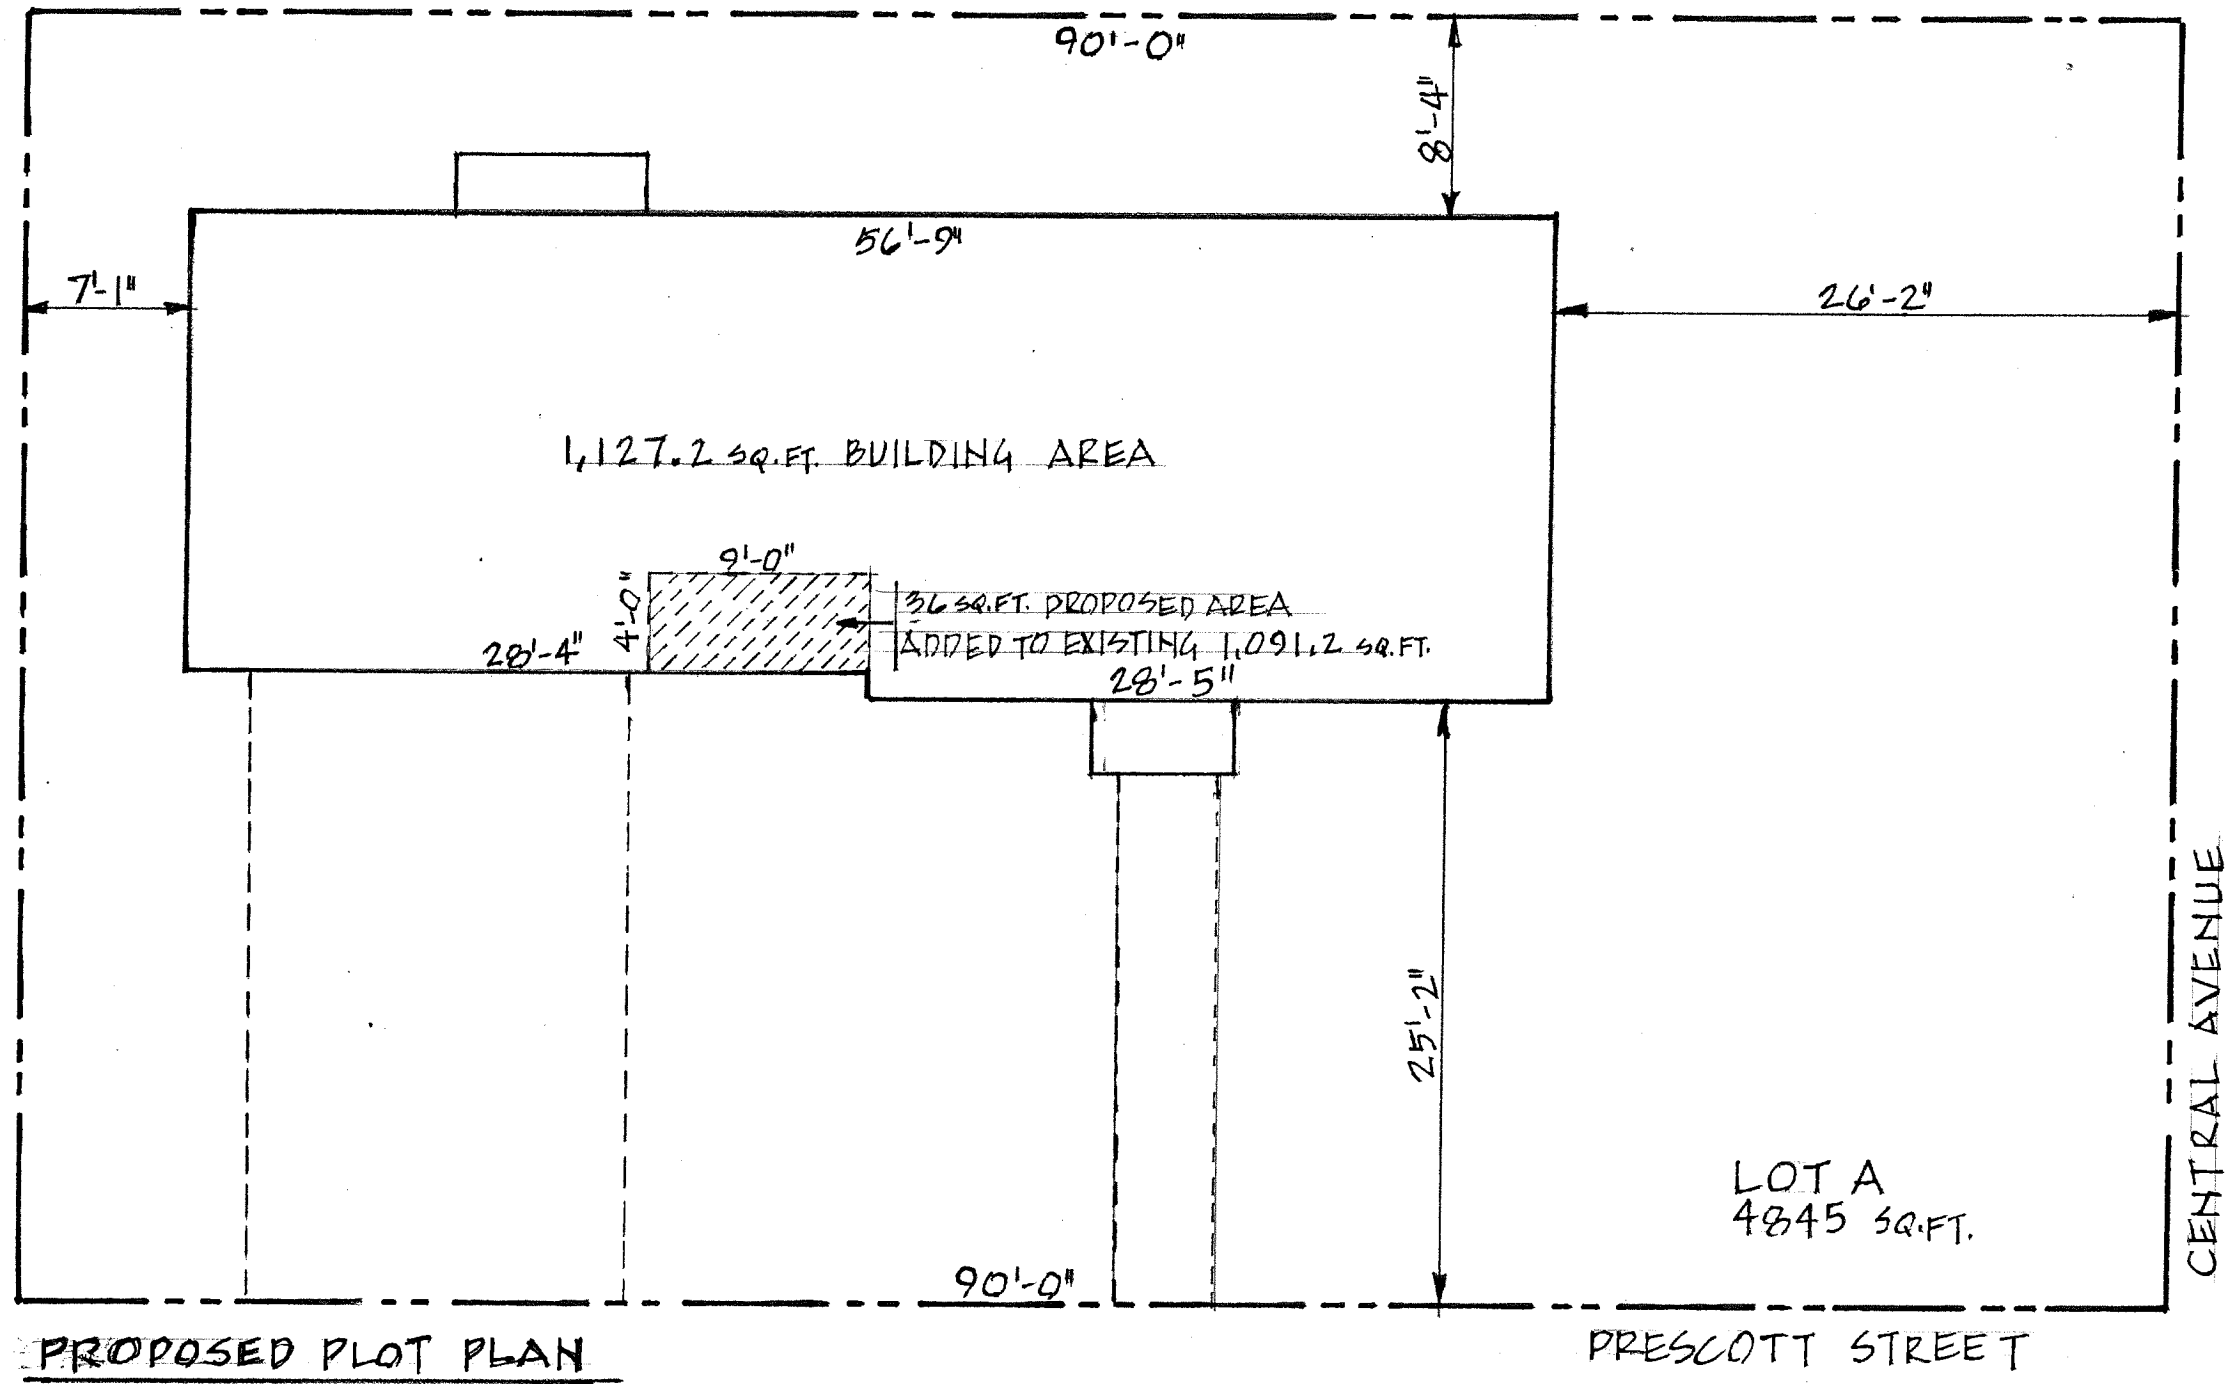 90'-0"
8'-4"
56'-9"
7'-1"
26'-2"
1,127.2 SQ.FT. BUILDING AREA
9'-0"
4'-0"
36 SQ.FT. PROPOSED AREA
ADDED TO EXISTING 1,091.2 SQ.FT.
28'-4"
28'-5"
25'-2"
CENTRAL AVENUE
LOT A
4845 SQ.FT.
90'-0"
PROPOSED PLOT PLAN
PRESCOTT STREET